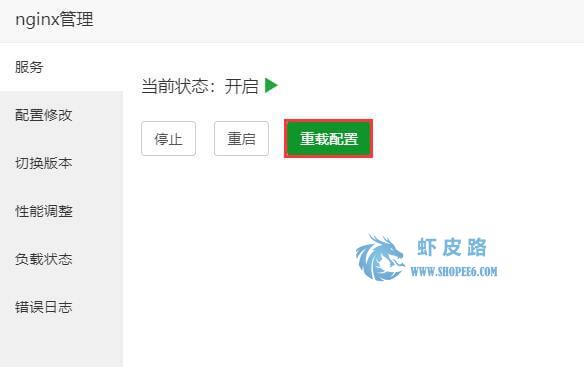 nginx管理
服务
配置修改
切换版本
性能调整
负载状态
错误日志
当前状态：开启
停止 重启 重载配置
虾皮路
WWW.SHOPEE6.COM